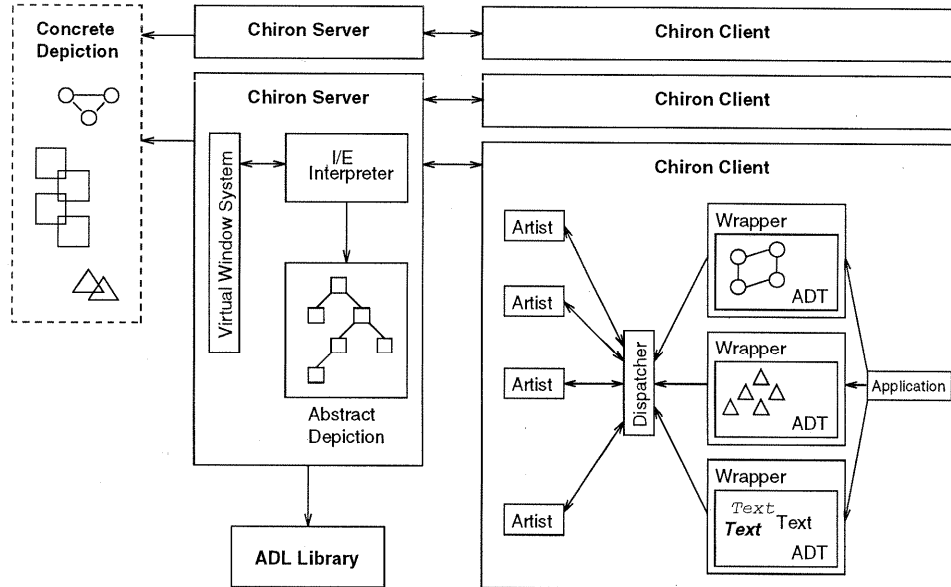 Concrete
Depiction
Chiron Server
Chiron Client
Chiron Server
Chiron Client
Chiron Client
Virtual Window System
I/E
Interpreter
Abstract
Depiction
ADL Library
Artist
Artist
Artist
Artist
Dispatcher
Wrapper
ADT
Wrapper
ADT
Wrapper
Text
Text Text
ADT
Application